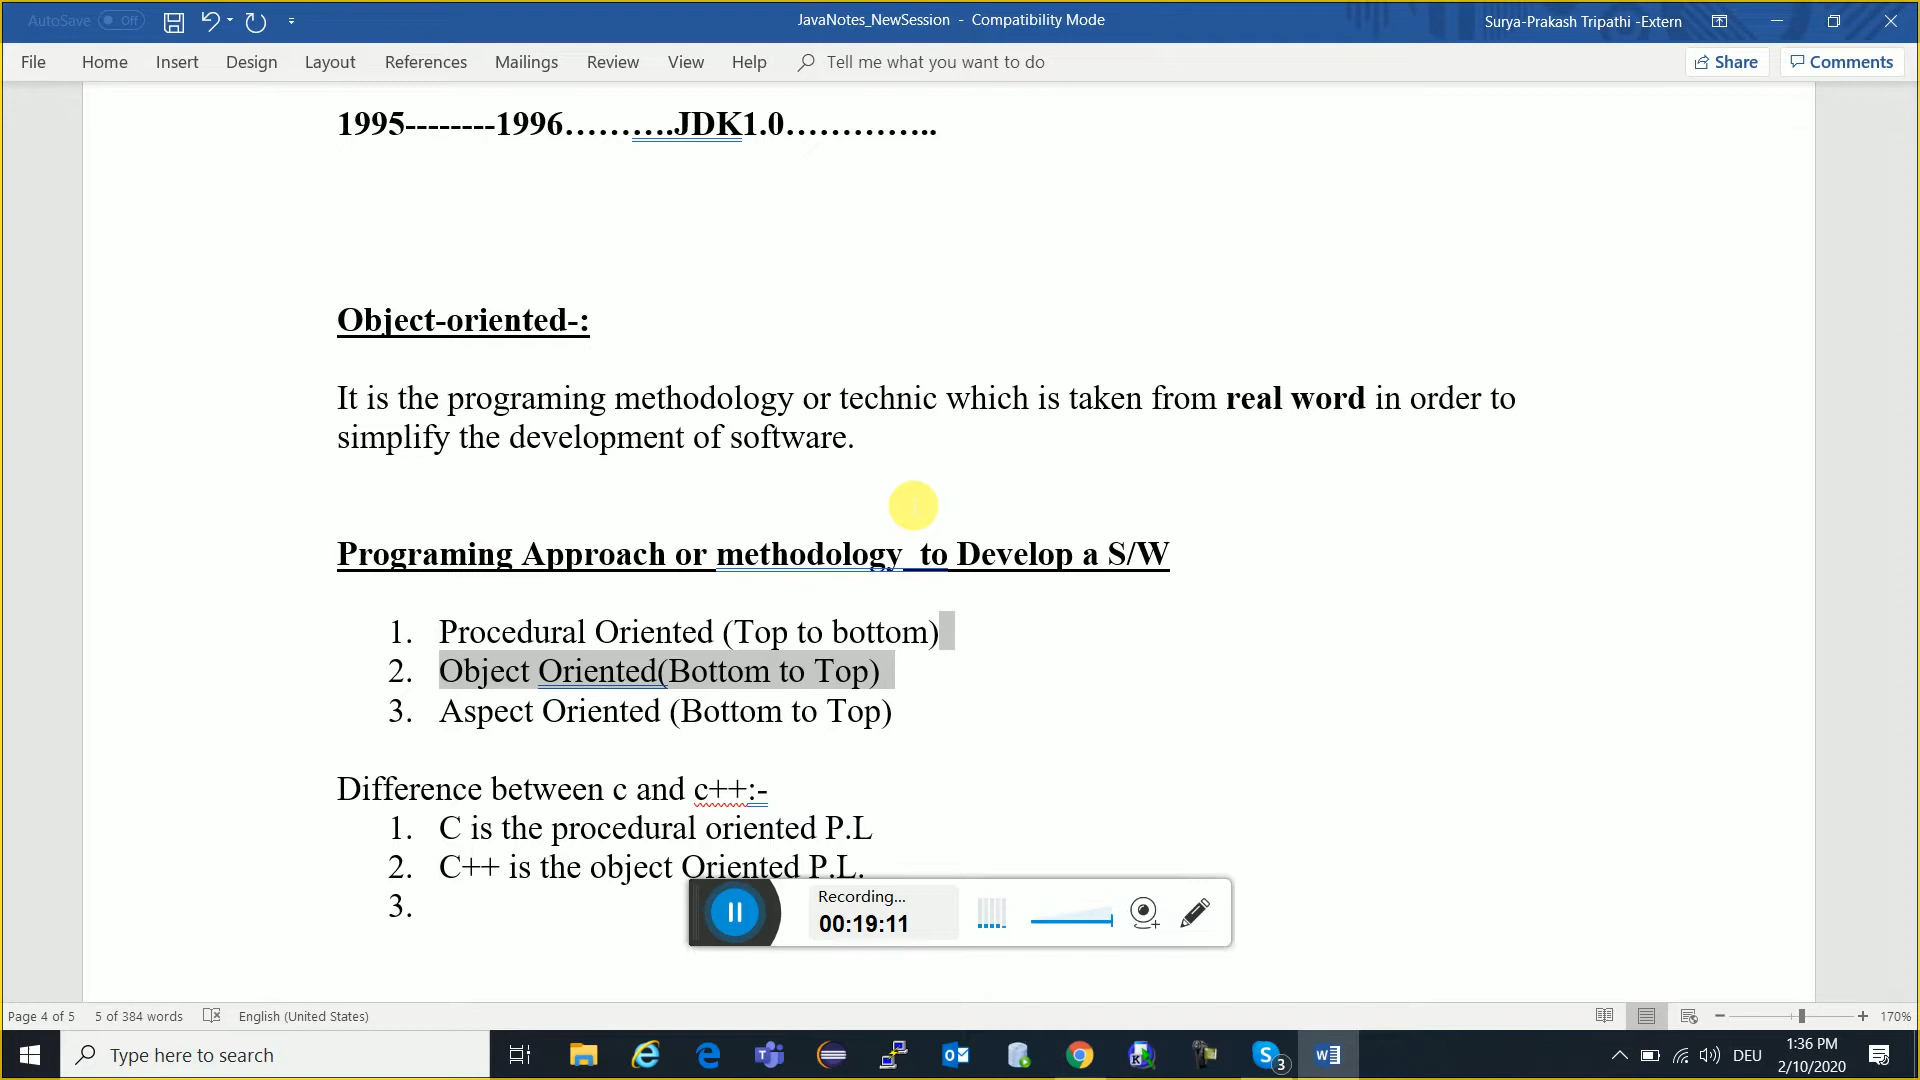 AutoSave Off JavaNotes_NewSession - Compatibility Mode Surya-Prakash Tripathi -Extern
File Home Insert Design Layout References Mailings Review View Help Tell me what you want to do Share Comments
1995--------1996……….JDK1.0…………..
Object-oriented-:
It is the programing methodology or technic which is taken from real word in order to
simplify the development of software.
Programing Approach or methodology to Develop a S/W
1. Procedural Oriented (Top to bottom)
2. Object Oriented(Bottom to Top)
3. Aspect Oriented (Bottom to Top)
Difference between c and c++:-
1. C is the procedural oriented P.L
2. C++ is the object Oriented P.L.
3.
Recording...
00:19:11
Page 4 of 5 5 of 384 words English (United States) 170%
Type here to search 3 DEU 1:36 PM
2/10/2020